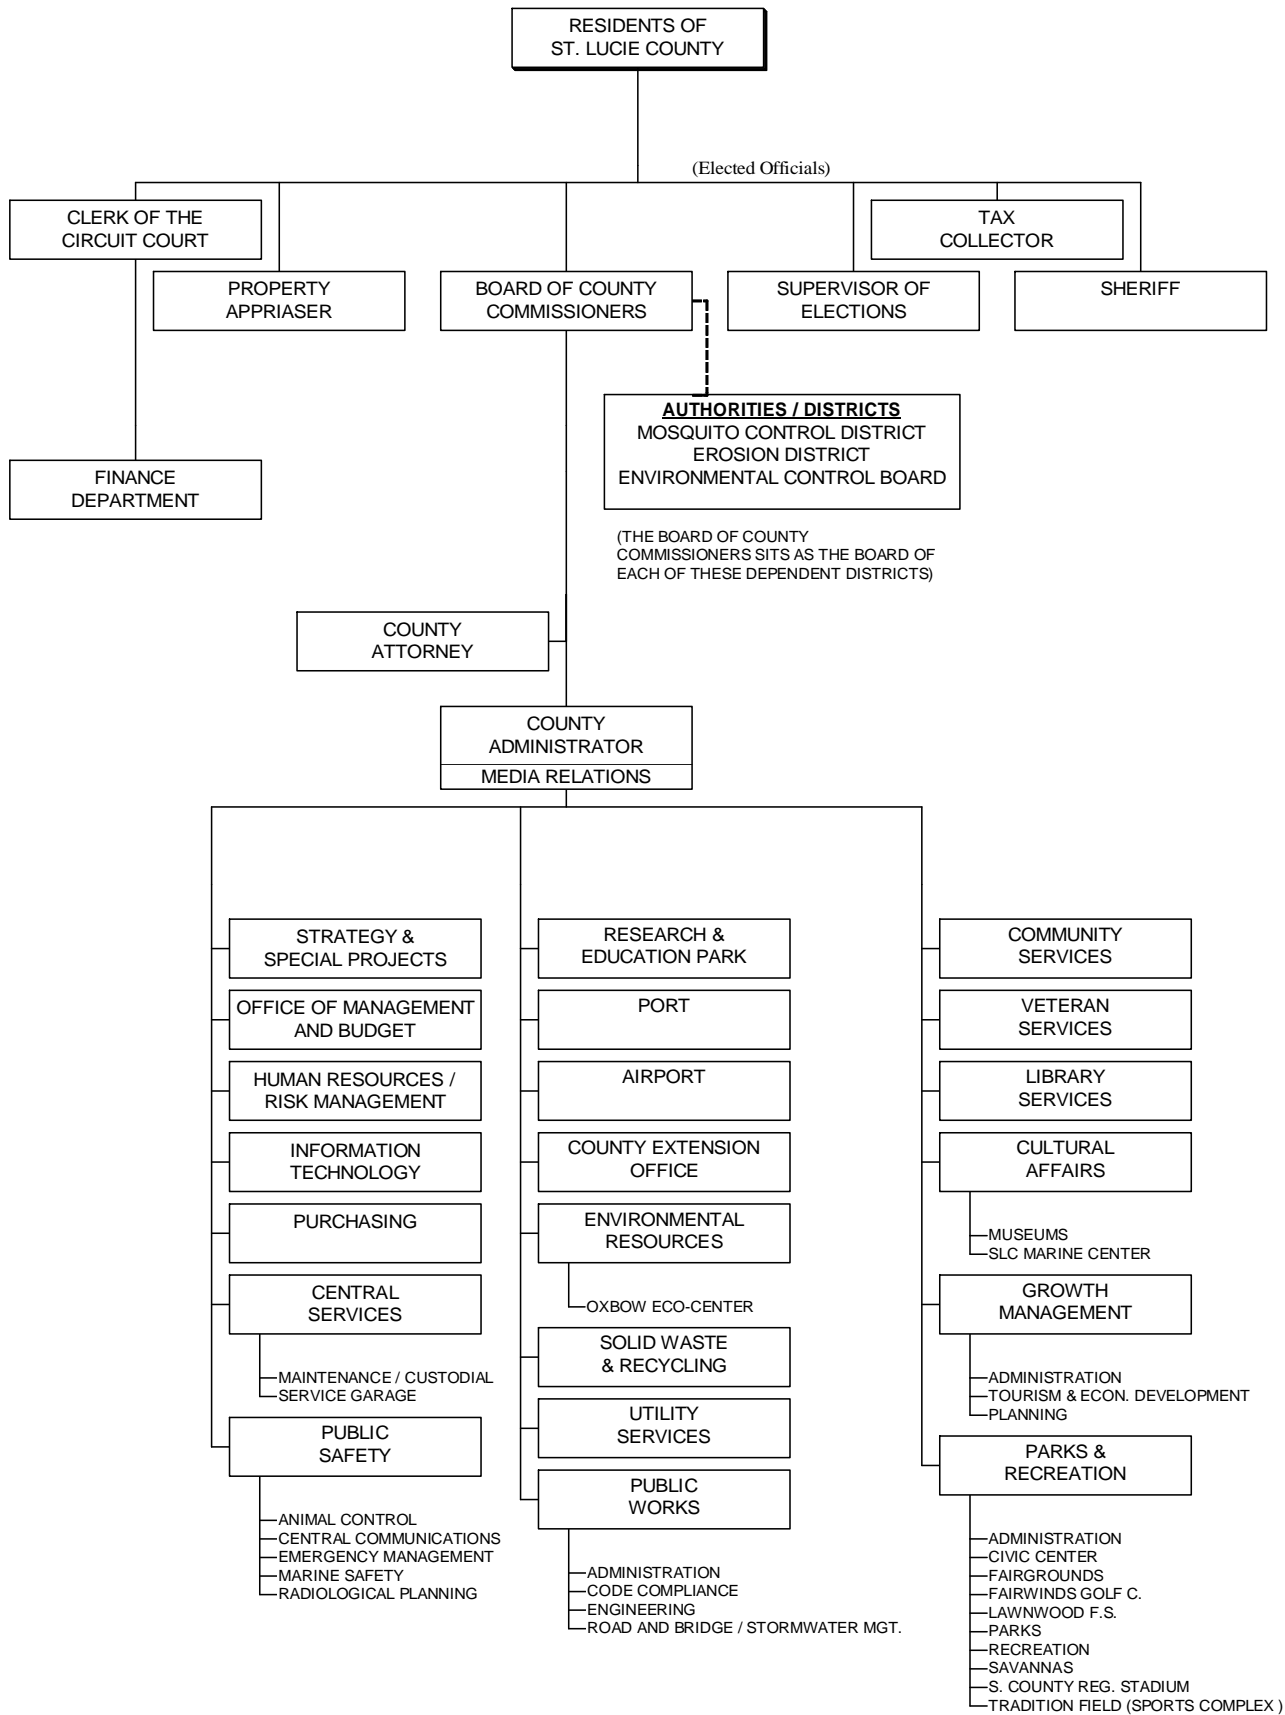 RESIDENTS OF
ST. LUCIE COUNTY
(Elected Officials)
CLERK OF THE
CIRCUIT COURT
TAX
COLLECTOR
PROPERTY
APPRIASER
BOARD OF COUNTY
COMMISSIONERS
SUPERVISOR OF
ELECTIONS
SHERIFF
AUTHORITIES / DISTRICTS
MOSQUITO CONTROL DISTRICT
EROSION DISTRICT
ENVIRONMENTAL CONTROL BOARD
FINANCE
DEPARTMENT
(THE BOARD OF COUNTY
COMMISSIONERS SITS AS THE BOARD OF
EACH OF THESE DEPENDENT DISTRICTS)
COUNTY
ATTORNEY
COUNTY
ADMINISTRATOR
MEDIA RELATIONS
STRATEGY &
SPECIAL PROJECTS
OFFICE OF MANAGEMENT
AND BUDGET
HUMAN RESOURCES /
RISK MANAGEMENT
INFORMATION
TECHNOLOGY
PURCHASING
CENTRAL
SERVICES
MAINTENANCE / CUSTODIAL
SERVICE GARAGE
PUBLIC
SAFETY
ANIMAL CONTROL
CENTRAL COMMUNICATIONS
EMERGENCY MANAGEMENT
MARINE SAFETY
RADIOLOGICAL PLANNING
RESEARCH &
EDUCATION PARK
PORT
AIRPORT
COUNTY EXTENSION
OFFICE
ENVIRONMENTAL
RESOURCES
OXBOW ECO-CENTER
SOLID WASTE
& RECYCLING
UTILITY
SERVICES
PUBLIC
WORKS
ADMINISTRATION
CODE COMPLIANCE
ENGINEERING
ROAD AND BRIDGE / STORMWATER MGT.
COMMUNITY
SERVICES
VETERAN
SERVICES
LIBRARY
SERVICES
CULTURAL
AFFAIRS
MUSEUMS
SLC MARINE CENTER
GROWTH
MANAGEMENT
ADMINISTRATION
TOURISM & ECON. DEVELOPMENT
PLANNING
PARKS &
RECREATION
ADMINISTRATION
CIVIC CENTER
FAIRGROUNDS
FAIRWINDS GOLF C.
LAWNWOOD F.S.
PARKS
RECREATION
SAVANNAS
S. COUNTY REG. STADIUM
TRADITION FIELD (SPORTS COMPLEX )